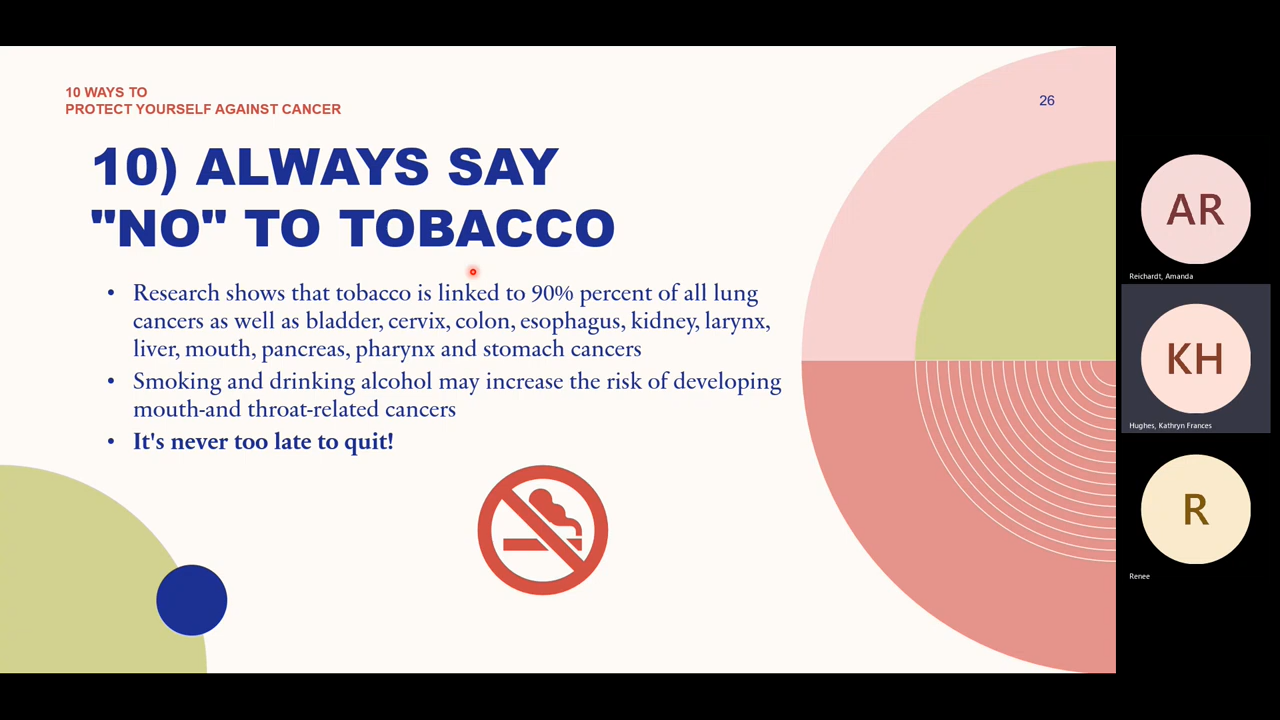 10 WAYS TO
PROTECT YOURSELF AGAINST CANCER
26
10) ALWAYS SAY
"NO" TO TOBACCO
• Research shows that tobacco is linked to 90% percent of all lung
cancers as well as bladder, cervix, colon, esophagus, kidney, larynx,
liver, mouth, pancreas, pharynx and stomach cancers
• Smoking and drinking alcohol may increase the risk of developing
mouth-and throat-related cancers
• It's never too late to quit!
AR
Reichardt, Amanda
KH
Hughes, Kathryn Frances
R
Renee